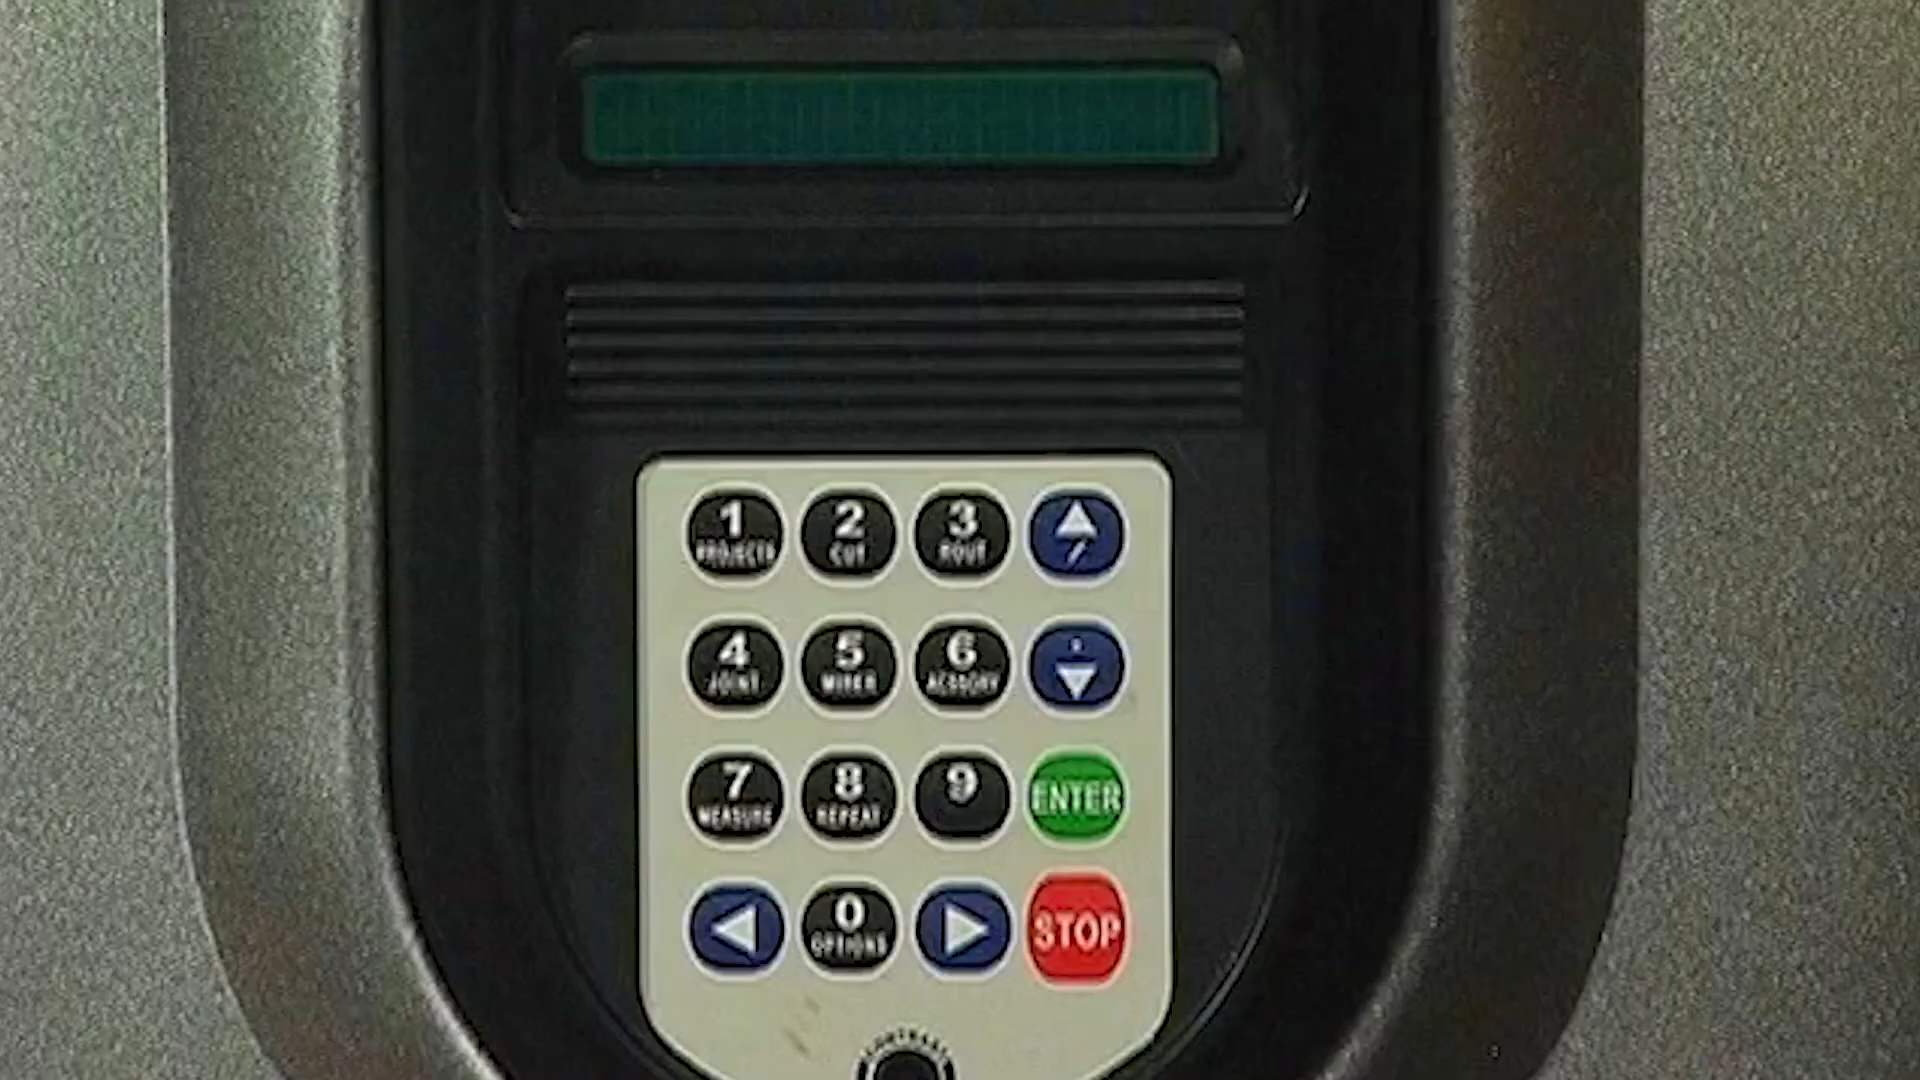 1 2 3
PROJECTS CUT ROUT
4 5 6
JOINT MITER ACSSORY
7 8 9 ENTER
MEASURE REPEAT
0 STOP
OPTIONS
CONTRAST